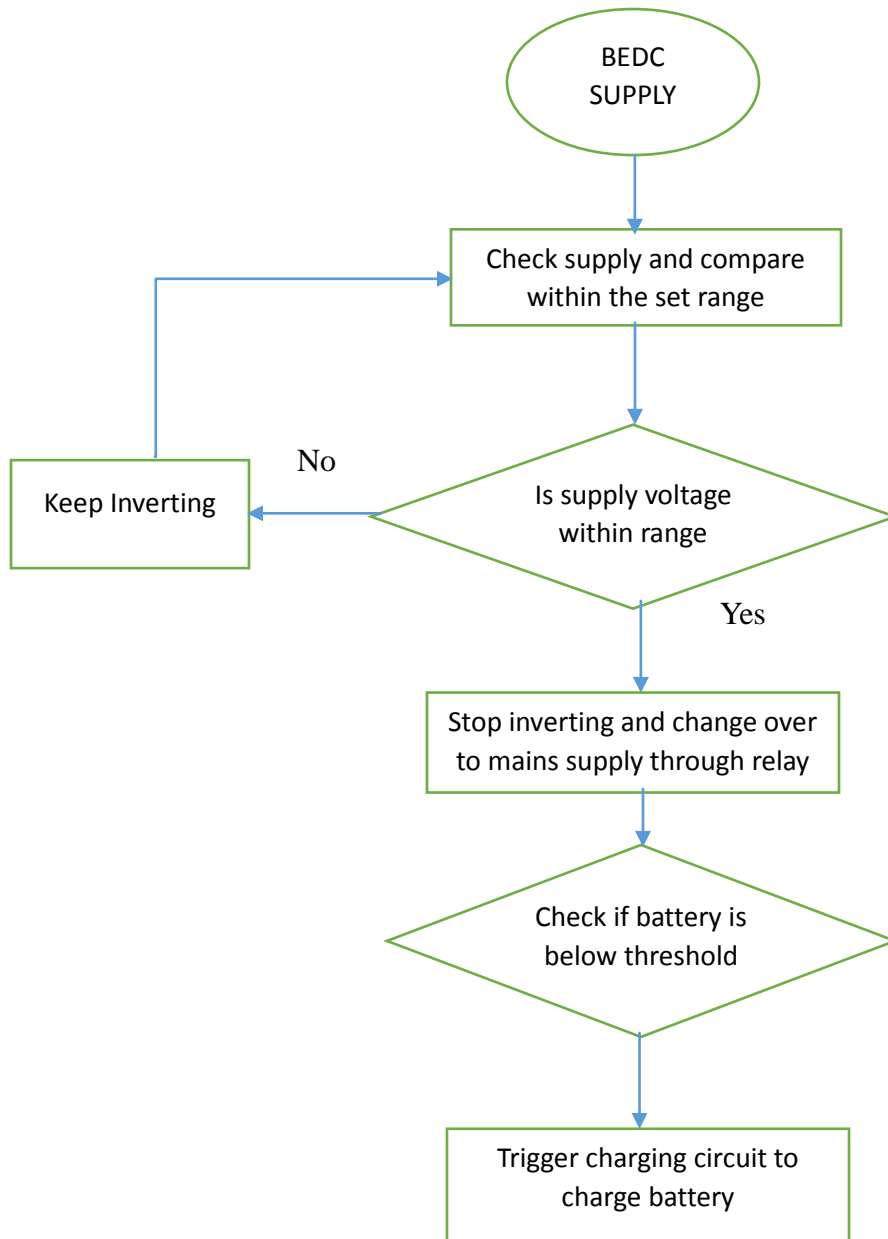 BEDC
SUPPLY
Check supply and compare
within the set range
No
Keep Inverting
Is supply voltage
within range
Yes
Stop inverting and change over
to mains supply through relay
Check if battery is
below threshold
Trigger charging circuit to
charge battery